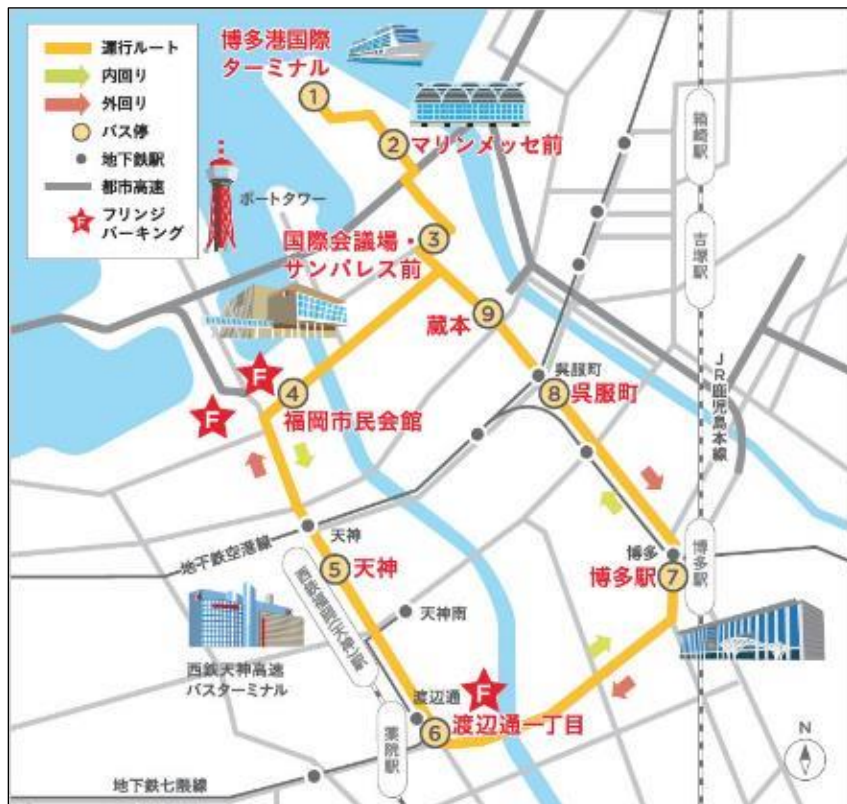 運行ルート
内回り
外回り
バス停
地下鉄駅
都市高速
F フリンジ
パーキング
博多港国際
ターミナル
1
2 マリンメッセ前
ポートタワー
3
国際会議場・
サンパレス前
9
蔵本
呉服町
8 呉服町
F
F
4
福岡市民会館
箱崎駅
吉塚駅
JR鹿児島本線
天神
地下鉄空港線
5 天神
博多
博多駅 7
博多駅
天神南
西鉄天神高速
バスターミナル
渡辺通
F
6 渡辺通一丁目
薬院駅
地下鉄七隈線
N